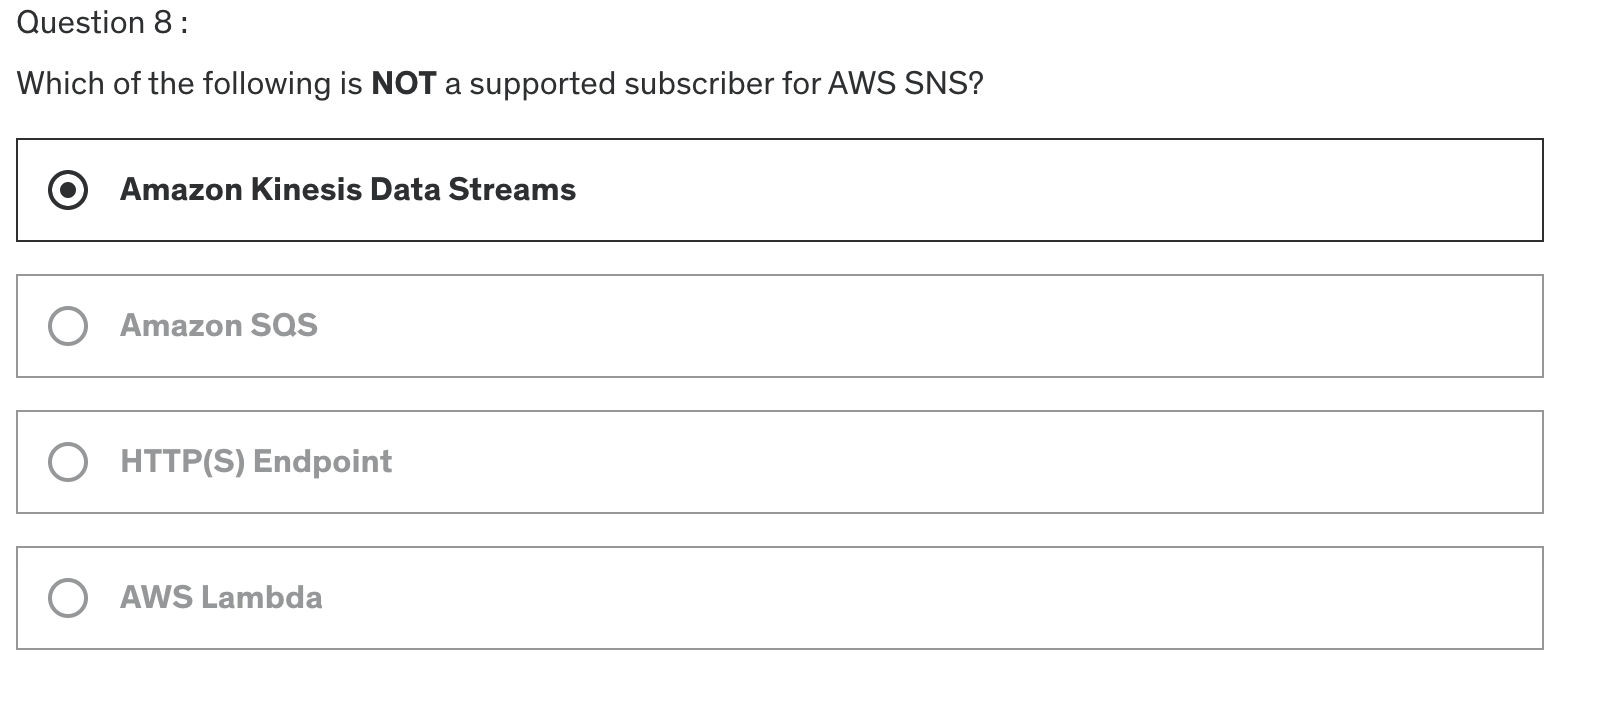 Question 8 :
Which of the following is NOT a supported subscriber for AWS SNS?
Amazon Kinesis Data Streams
Amazon SQS
HTTP(S) Endpoint
AWS Lambda